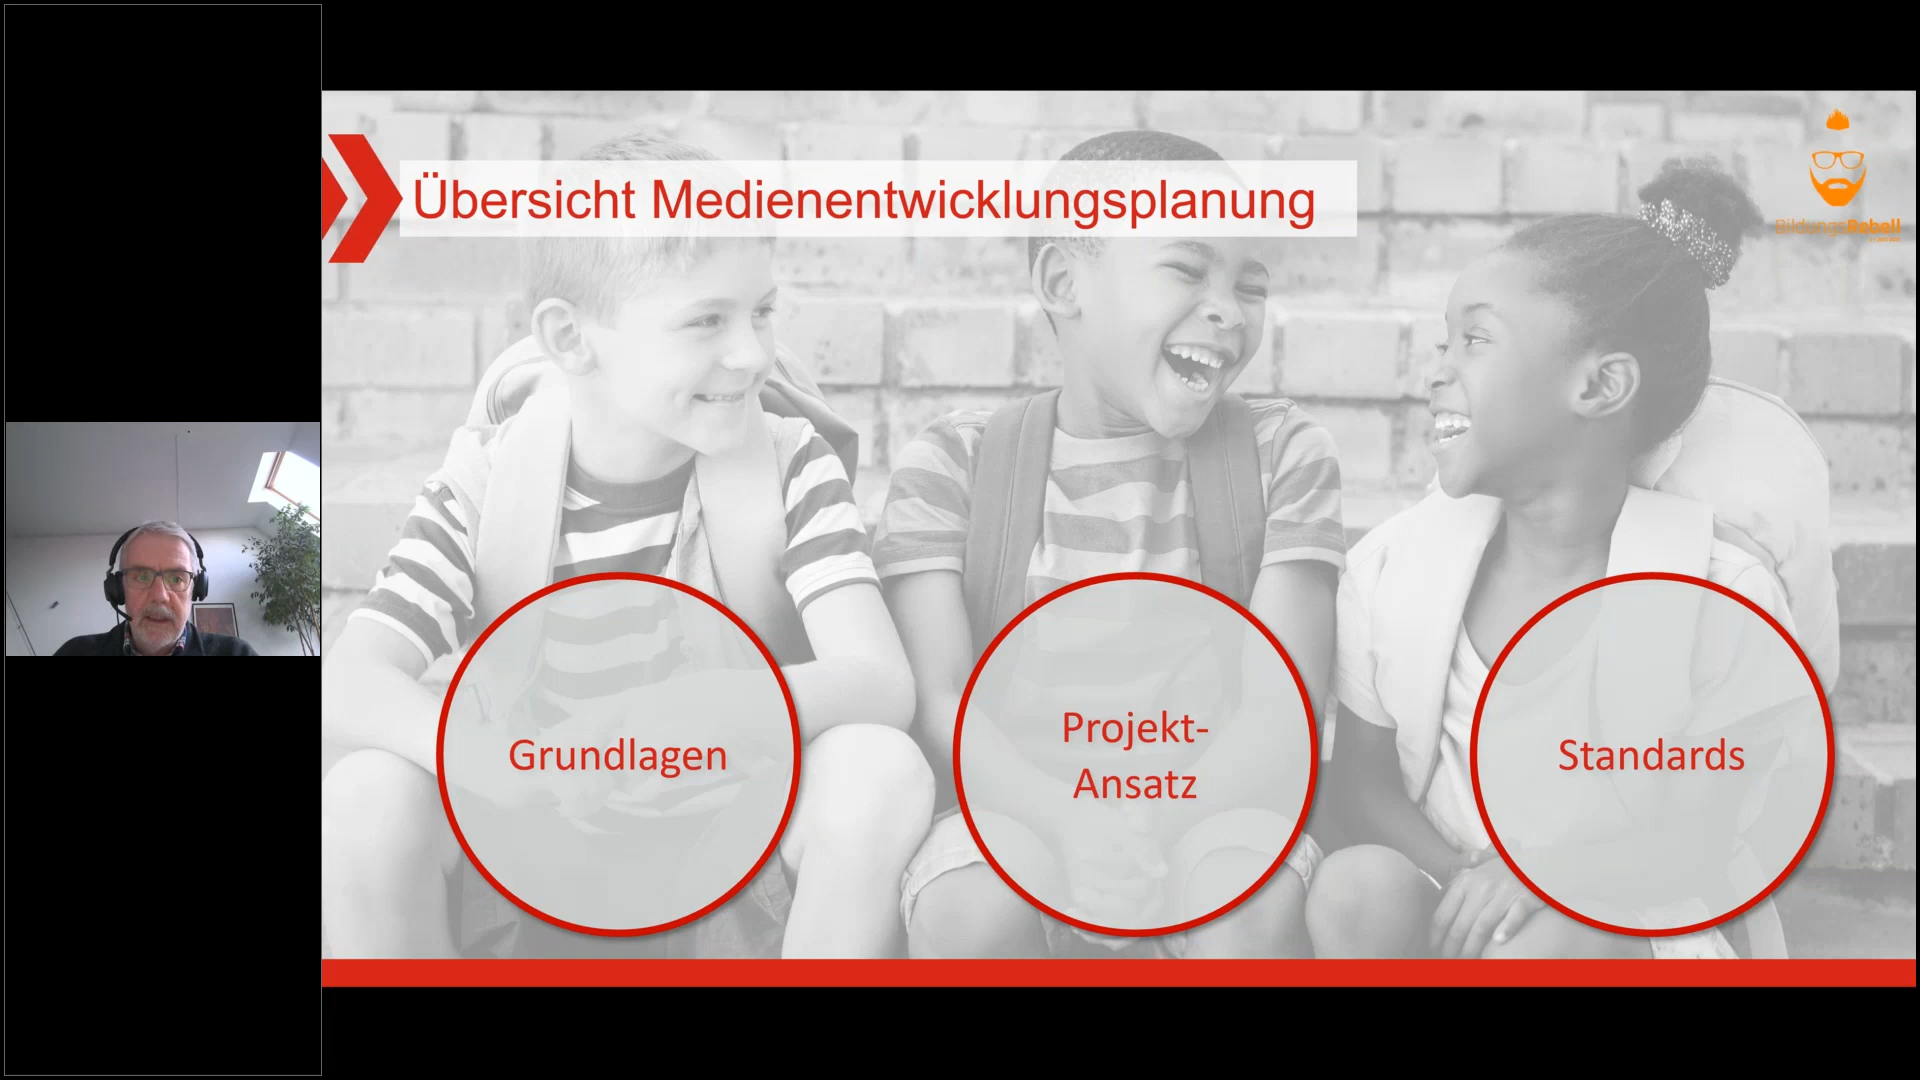 Übersicht Medienentwicklungsplanung
BildungsRebell
Grundlagen
Projekt-
Ansatz
Standards